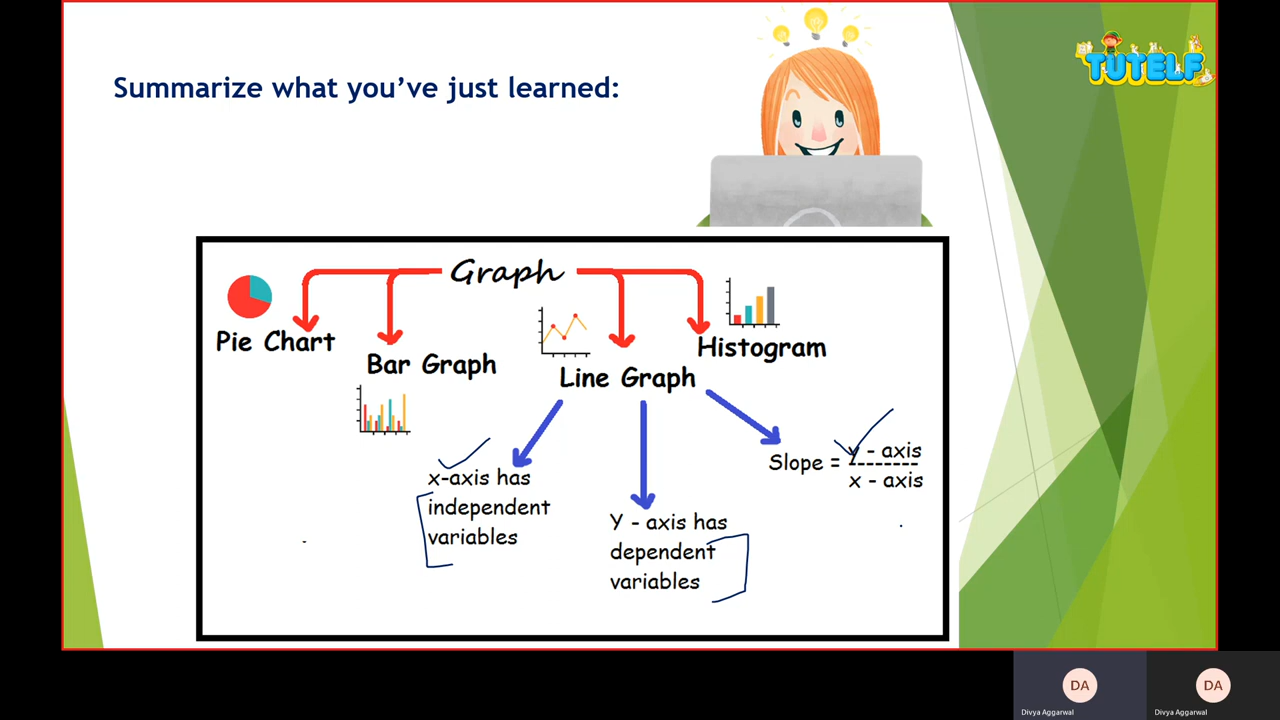 Summarize what you’ve just learned:
TUTELF
Graph
Pie Chart
Bar Graph
Line Graph
Histogram
x-axis has
independent
variables
Y - axis has
dependent
variables
Slope = y - axis
--------
x - axis
DA
Divya Aggarwal
DA
Divya Aggarwal